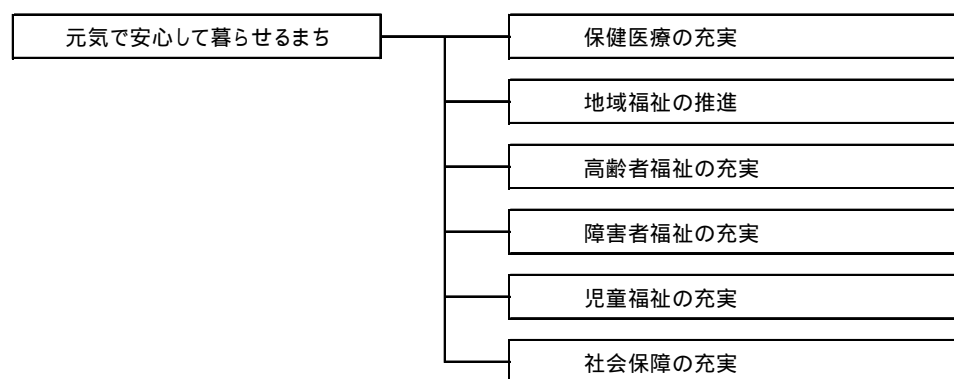 元気で安心して暮らせるまち
保健医療の充実
地域福祉の推進
高齢者福祉の充実
障害者福祉の充実
児童福祉の充実
社会保障の充実